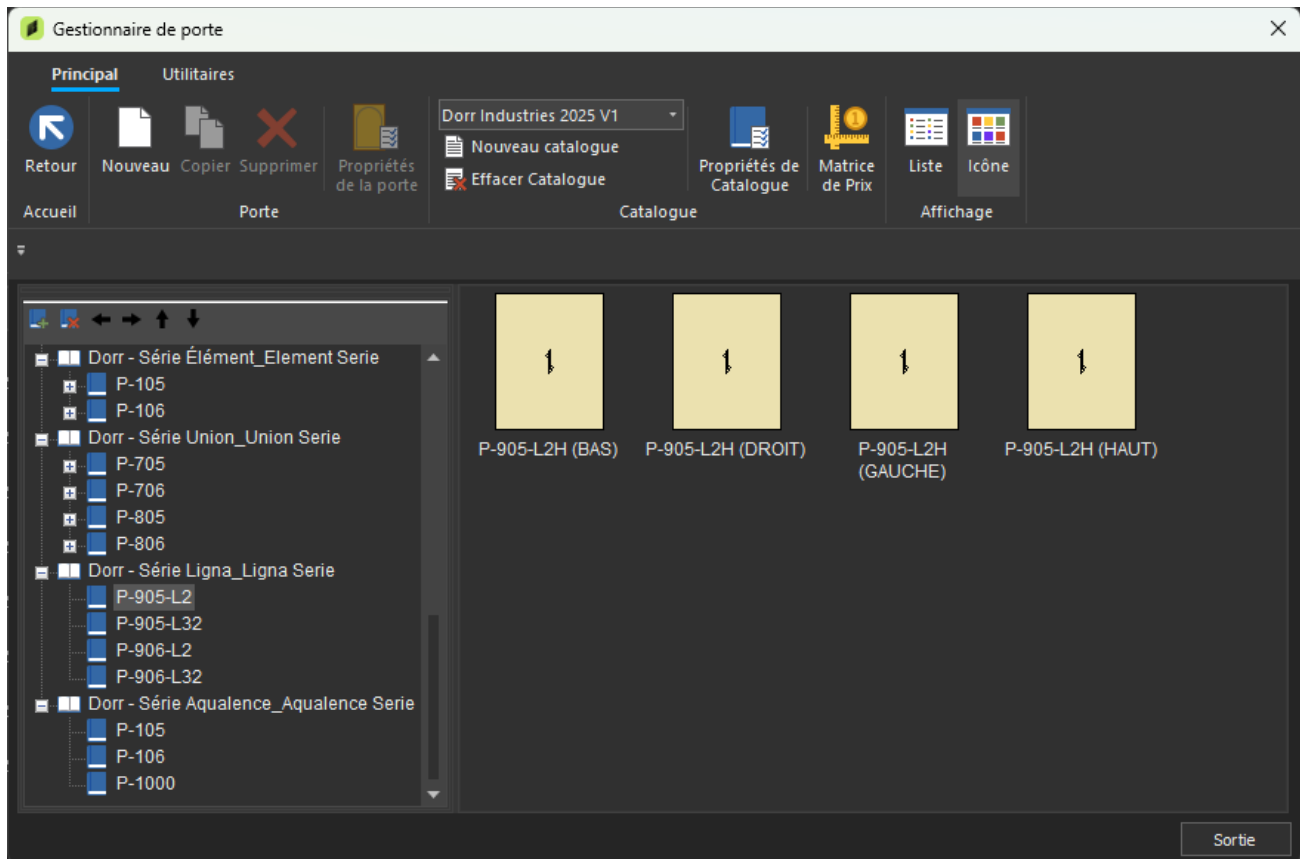 Gestionnaire de porte
Principal Utilitaires
Retour
Nouveau
Copier
Supprimer
Propriétés
de la porte
Dorr Industries 2025 V1
Nouveau catalogue
Effacer Catalogue
Propriétés de
Catalogue
Matrice
de Prix
Liste
Icône
Accueil
Porte
Catalogue
Affichage
Dorr - Série Élément_Element Serie
P-105
P-106
Dorr - Série Union_Union Serie
P-705
P-706
P-805
P-806
Dorr - Série Ligna_Ligna Serie
P-905-L2
P-905-L32
P-906-L2
P-906-L32
Dorr - Série Aqualence_Aqualence Serie
P-105
P-106
P-1000
P-905-L2H (BAS)
P-905-L2H (DROIT)
P-905-L2H
(GAUCHE)
P-905-L2H (HAUT)
Sortie